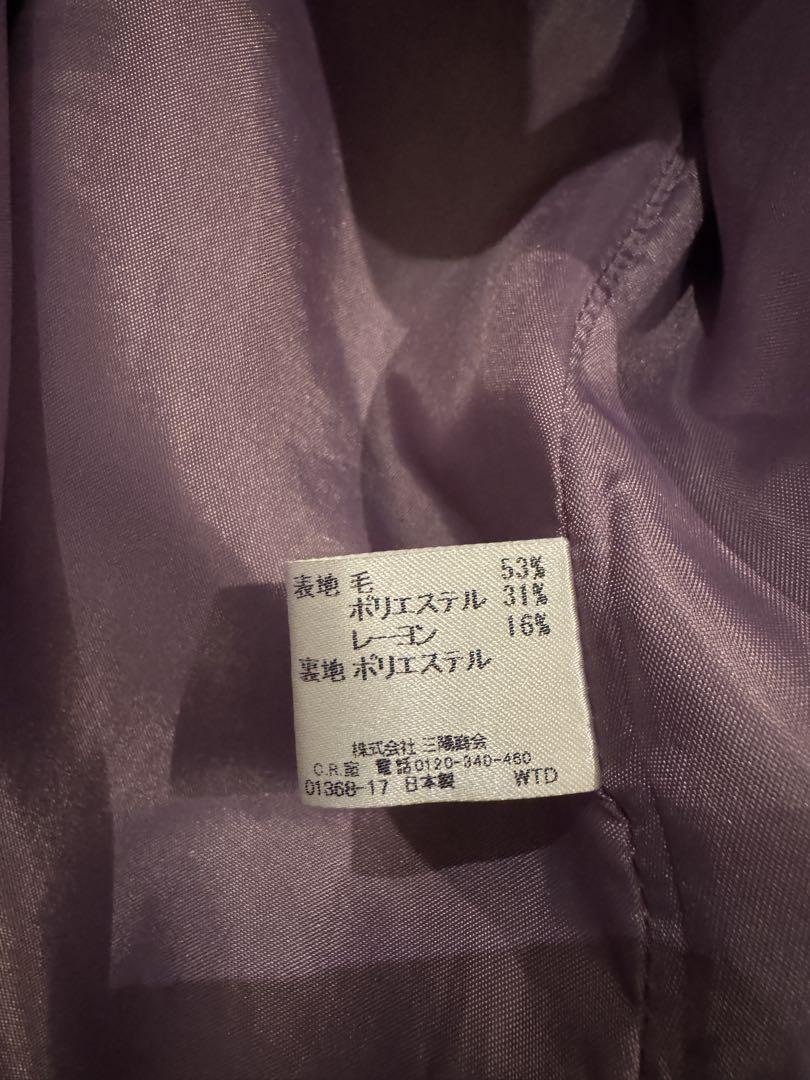 表地 毛 53%
ポリエステル 31%
レーヨン 16%
裏地 ポリエステル
株式会社 三陽商会
C.R.室 電話0120-340-460
01368-17 日本製 WTD